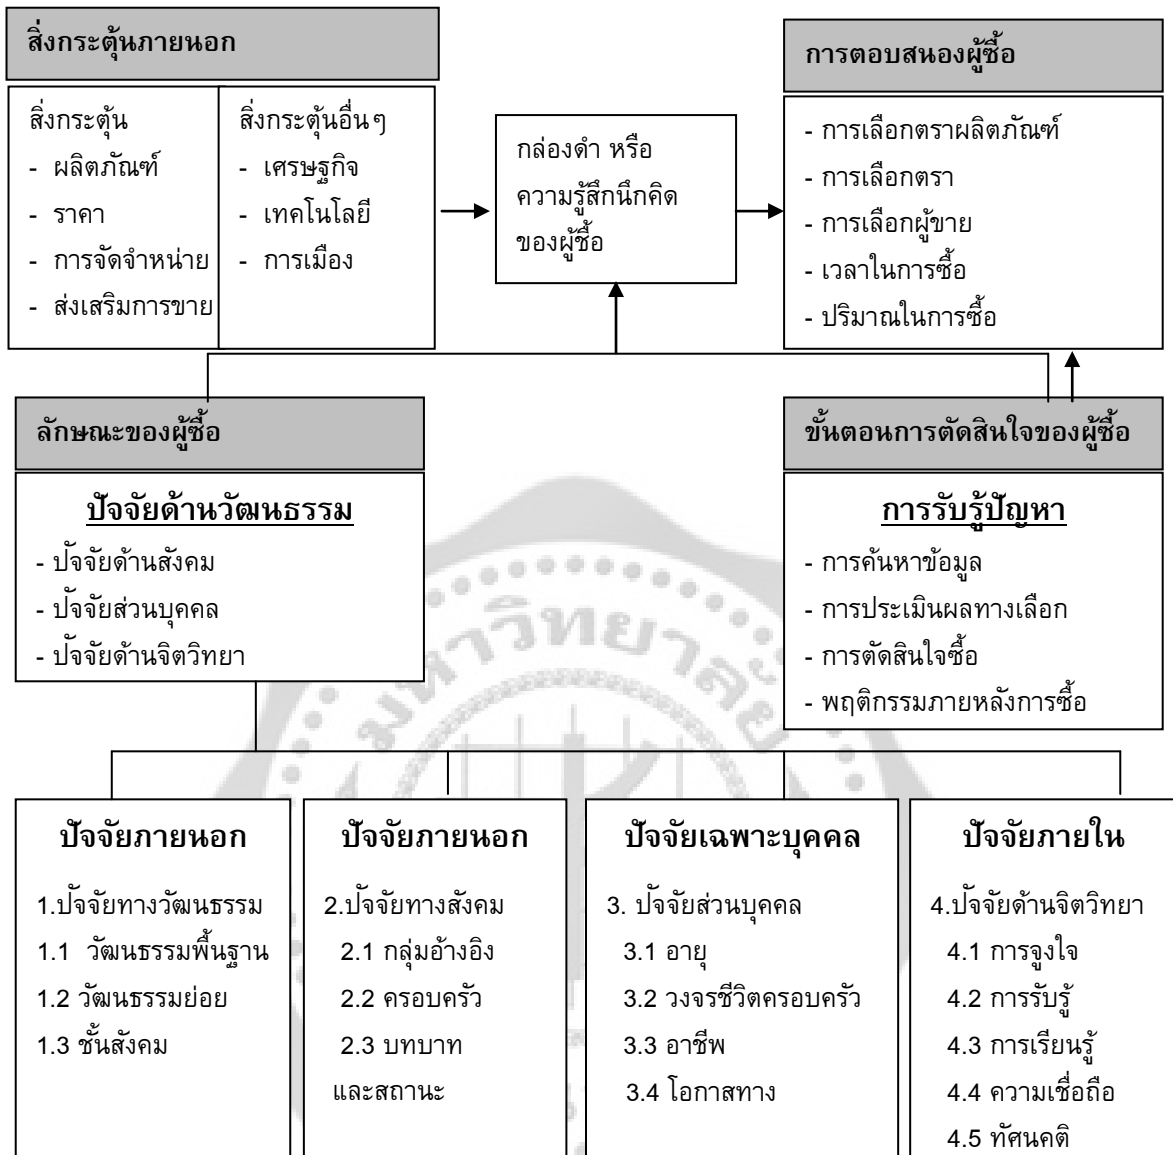 สิ่งกระตุ้นภายนอก
สิ่งกระตุ้น
- ผลิตภัณฑ์
- ราคา
- การจัดจำหน่าย
- ส่งเสริมการขาย
สิ่งกระตุ้นอื่นๆ
- เศรษฐกิจ
- เทคโนโลยี
- การเมือง
กล่องดำ หรือ
ความรู้สึกนึกคิด
ของผู้ซื้อ
การตอบสนองผู้ซื้อ
- การเลือกตราผลิตภัณฑ์
- การเลือกตรา
- การเลือกผู้ขาย
- เวลาในการซื้อ
- ปริมาณในการซื้อ
ลักษณะของผู้ซื้อ
ปัจจัยด้านวัฒนธรรม
- ปัจจัยด้านสังคม
- ปัจจัยส่วนบุคคล
- ปัจจัยด้านจิตวิทยา
ขั้นตอนการตัดสินใจของผู้ซื้อ
การรับรู้ปัญหา
- การค้นหาข้อมูล
- การประเมินผลทางเลือก
- การตัดสินใจซื้อ
- พฤติกรรมภายหลังการซื้อ
มหาวิทยาลัย
ปัจจัยภายนอก
1.ปัจจัยทางวัฒนธรรม
1.1 วัฒนธรรมพื้นฐาน
1.2 วัฒนธรรมย่อย
1.3 ชั้นสังคม
ปัจจัยภายนอก
2.ปัจจัยทางสังคม
2.1 กลุ่มอ้างอิง
2.2 ครอบครัว
2.3 บทบาท
และสถานะ
ปัจจัยเฉพาะบุคคล
3. ปัจจัยส่วนบุคคล
3.1 อายุ
3.2 วงจรชีวิตครอบครัว
3.3 อาชีพ
3.4 โอกาสทาง
ปัจจัยภายใน
4.ปัจจัยด้านจิตวิทยา
4.1 การจูงใจ
4.2 การรับรู้
4.3 การเรียนรู้
4.4 ความเชื่อถือ
4.5 ทัศนคติ